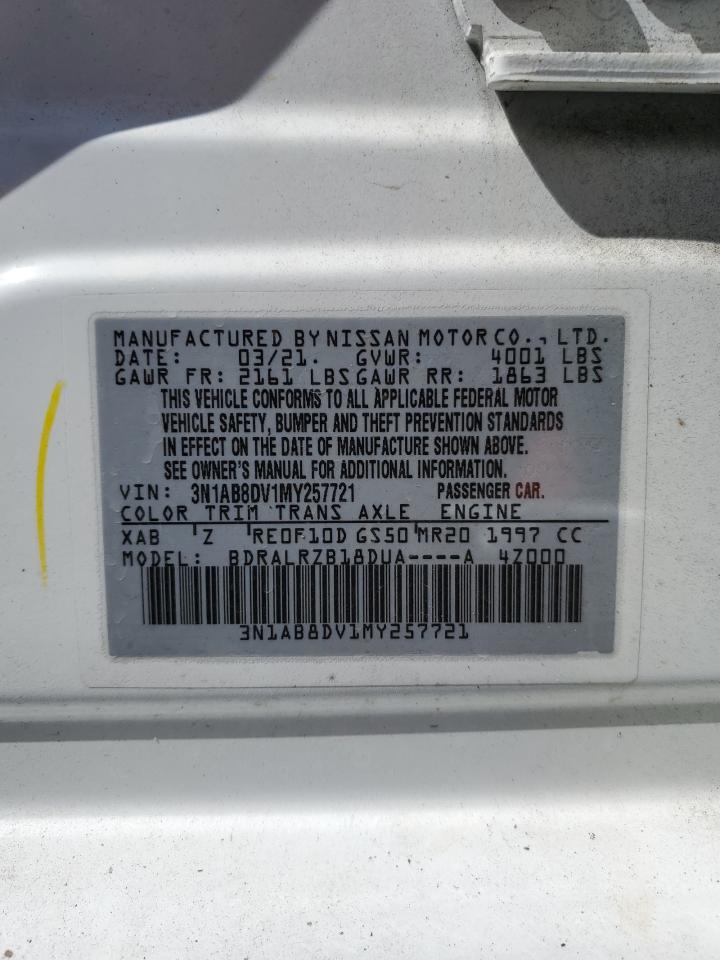 MANUFACTURED BY NISSAN MOTOR CO., LTD.
DATE: 03/21. GVWR: 4001 LBS
GAWR FR: 2161 LBS GAWR RR: 1863 LBS
THIS VEHICLE CONFORMS TO ALL APPLICABLE FEDERAL MOTOR
VEHICLE SAFETY, BUMPER AND THEFT PREVENTION STANDARDS
IN EFFECT ON THE DATE OF MANUFACTURE SHOWN ABOVE.
SEE OWNER'S MANUAL FOR ADDITIONAL INFORMATION.
VIN: 3N1AB8DV1MY257721 PASSENGER CAR.
COLOR TRIM TRANS AXLE ENGINE
XAB Z RE0F10D GS50 MR20 1997 CC
MODEL: BDRALRZB18DUA----A 4Z000
3N1AB8DV1MY257721